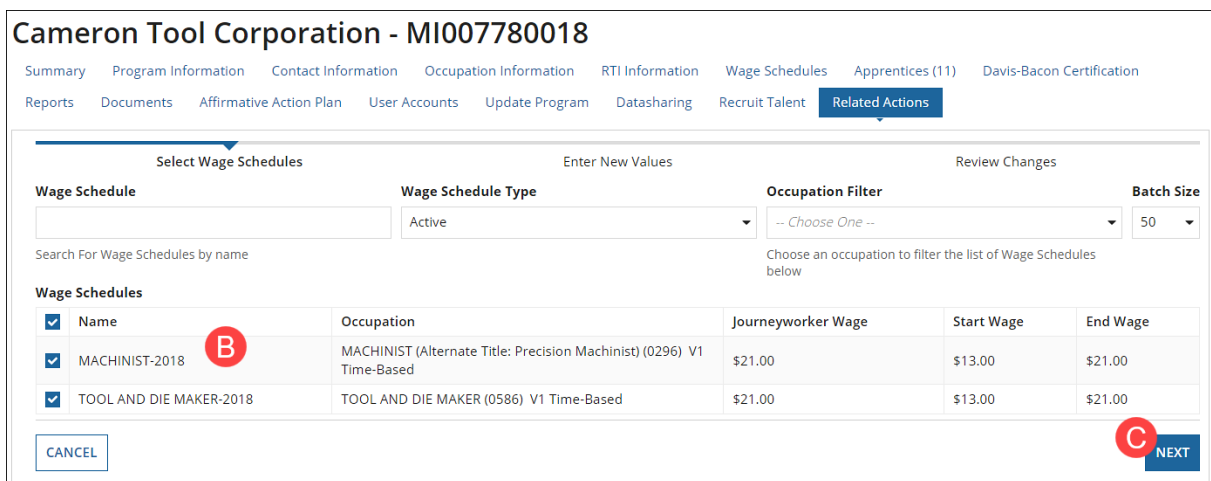 Cameron Tool Corporation - MI007780018
Summary Program Information Contact Information Occupation Information RTI Information Wage Schedules Apprentices (11) Davis-Bacon Certification
Reports Documents Affirmative Action Plan User Accounts Update Program Datasharing Recruit Talent Related Actions
Select Wage Schedules Enter New Values Review Changes
Wage Schedule Wage Schedule Type Occupation Filter Batch Size
Active -- Choose One -- 50
Search For Wage Schedules by name Choose an occupation to filter the list of Wage Schedules
below
Wage Schedules
Name Occupation Journeyworker Wage Start Wage End Wage
B
MACHINIST-2018 MACHINIST (Alternate Title: Precision Machinist) (0296) V1 $21.00 $13.00 $21.00
Time-Based
TOOL AND DIE MAKER-2018 TOOL AND DIE MAKER (0586) V1 Time-Based $21.00 $13.00 $21.00
C
CANCEL NEXT